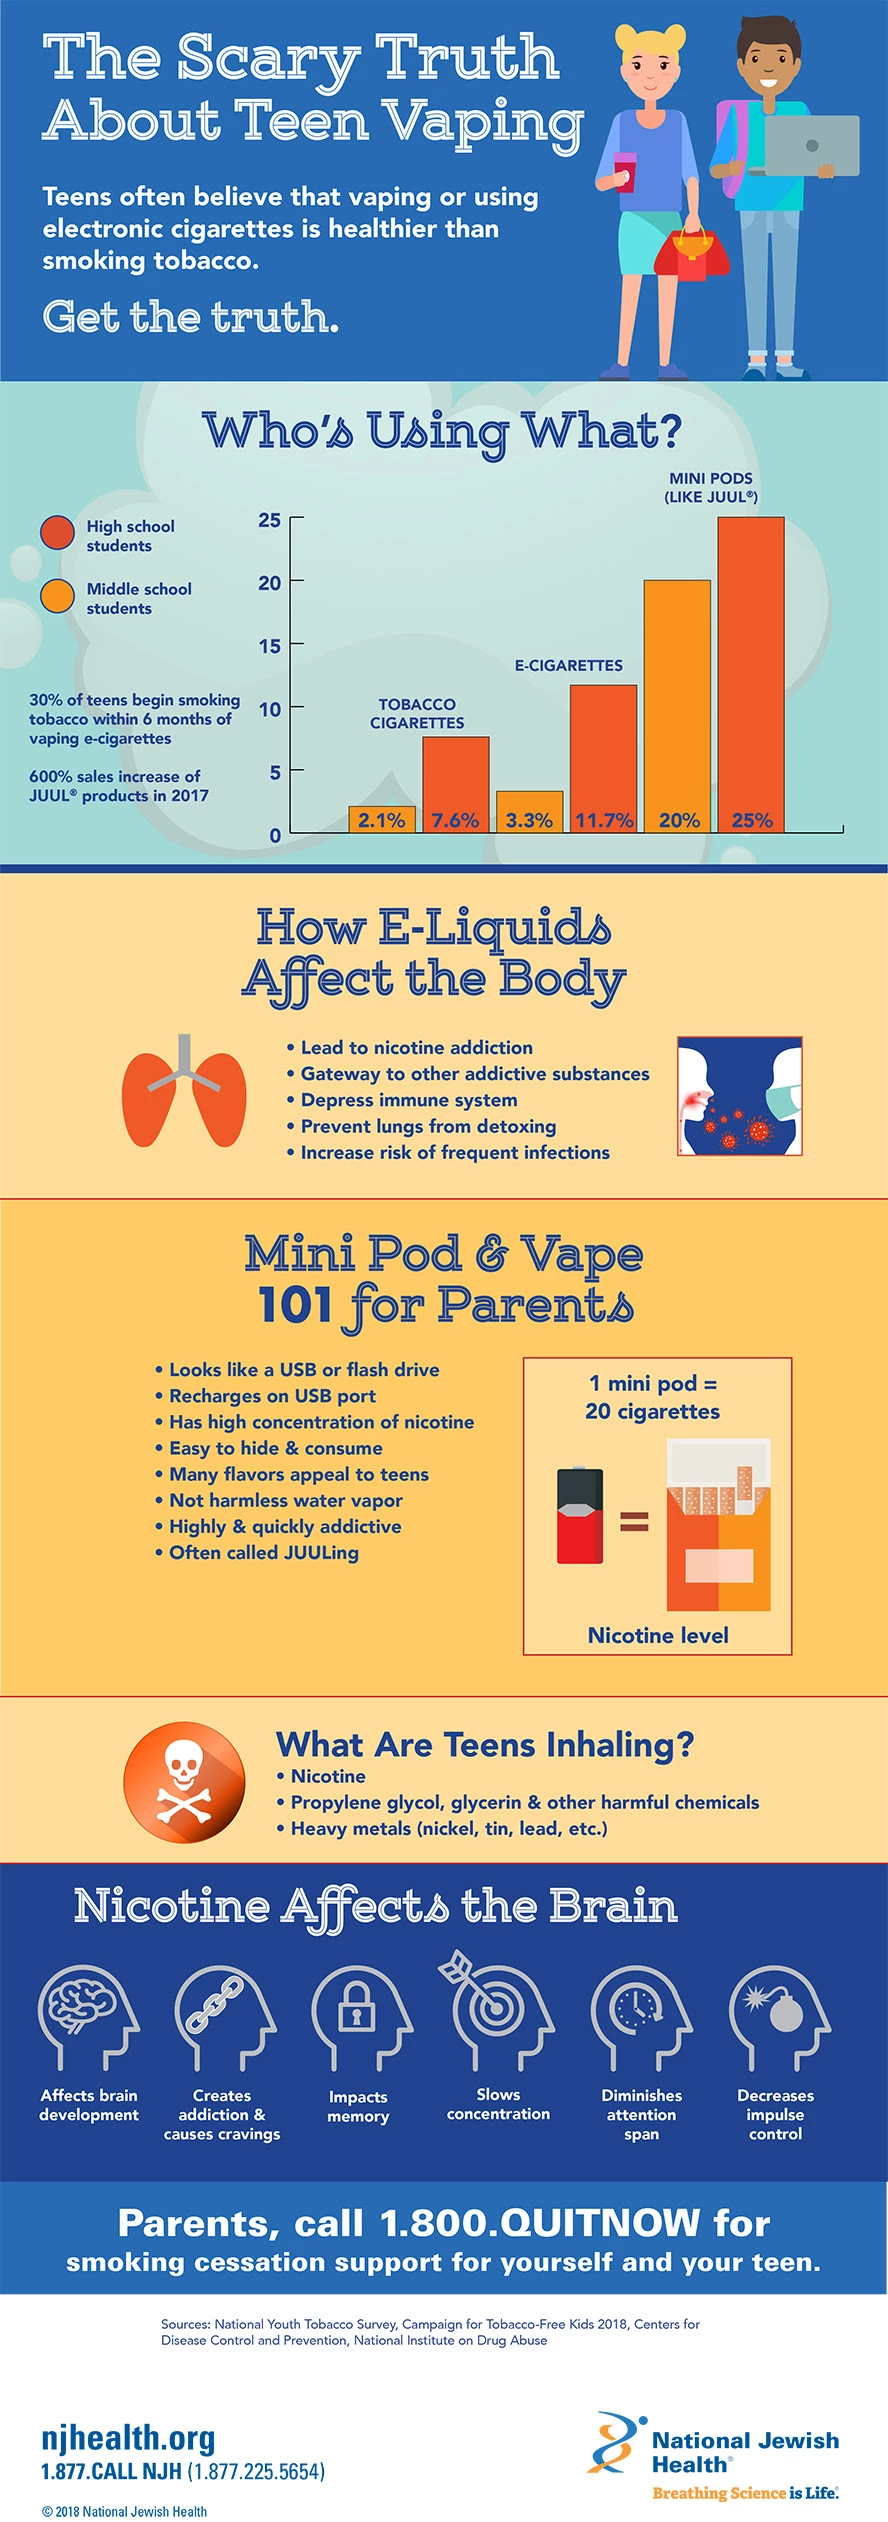 The Scary Truth
About Teen Vaping
Teens often believe that vaping or using
electronic cigarettes is healthier than
smoking tobacco.
Get the truth.
Who's Using What?
High school
students
Middle school
students
30% of teens begin smoking
tobacco within 6 months of
vaping e-cigarettes
600% sales increase of
JUUL® products in 2017
25
20
15
10
5
0
TOBACCO
CIGARETTES
E-CIGARETTES
MINI PODS
(LIKE JUUL®)
2.1%
7.6%
3.3%
11.7%
20%
25%
How E-Liquids
Affect the Body
• Lead to nicotine addiction
• Gateway to other addictive substances
• Depress immune system
• Prevent lungs from detoxing
• Increase risk of frequent infections
Mini Pod & Vape
101 for Parents
• Looks like a USB or flash drive
• Recharges on USB port
• Has high concentration of nicotine
• Easy to hide & consume
• Many flavors appeal to teens
• Not harmless water vapor
• Highly & quickly addictive
• Often called JUULing
1 mini pod =
20 cigarettes
=
Nicotine level
What Are Teens Inhaling?
• Nicotine
• Propylene glycol, glycerin & other harmful chemicals
• Heavy metals (nickel, tin, lead, etc.)
Nicotine Affects the Brain
Affects brain
development
Creates
addiction &
causes cravings
Impacts
memory
Slows
concentration
Diminishes
attention
span
Decreases
impulse
control
Parents, call 1.800.QUITNOW for
smoking cessation support for yourself and your teen.
Sources: National Youth Tobacco Survey, Campaign for Tobacco-Free Kids 2018, Centers for
Disease Control and Prevention, National Institute on Drug Abuse
njhealth.org
1.877.CALL NJH (1.877.225.5654)
© 2018 National Jewish Health
National Jewish
Health®
Breathing Science is Life.®